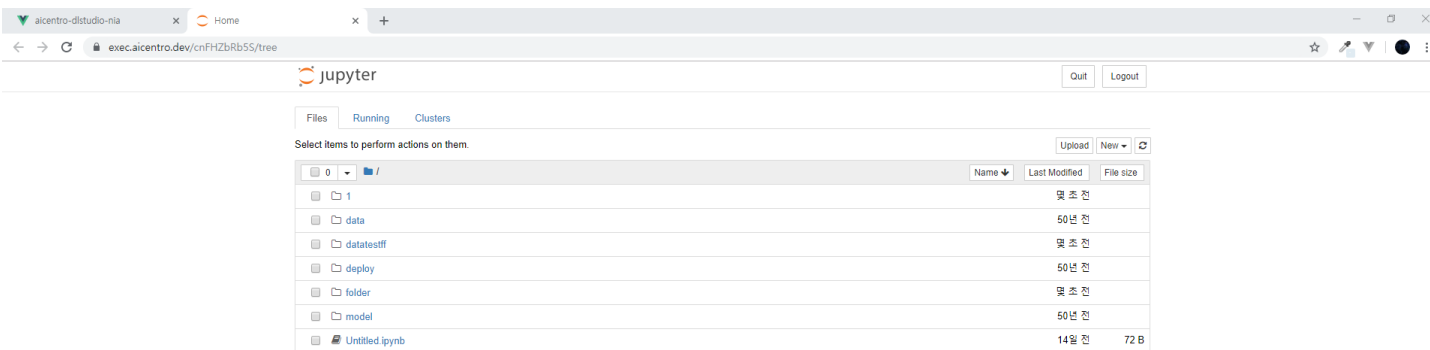 aicentro-dlstudio-nia Home
exec.aicentro.dev/cnFHZbRb5S/tree
jupyter Quit Logout
Files Running Clusters
Select items to perform actions on them. Upload New
0 / Name Last Modified File size
1 몇 초 전
data 50년 전
datatestff 몇 초 전
deploy 50년 전
folder 몇 초 전
model 50년 전
Untitled.ipynb 14일 전 72 B